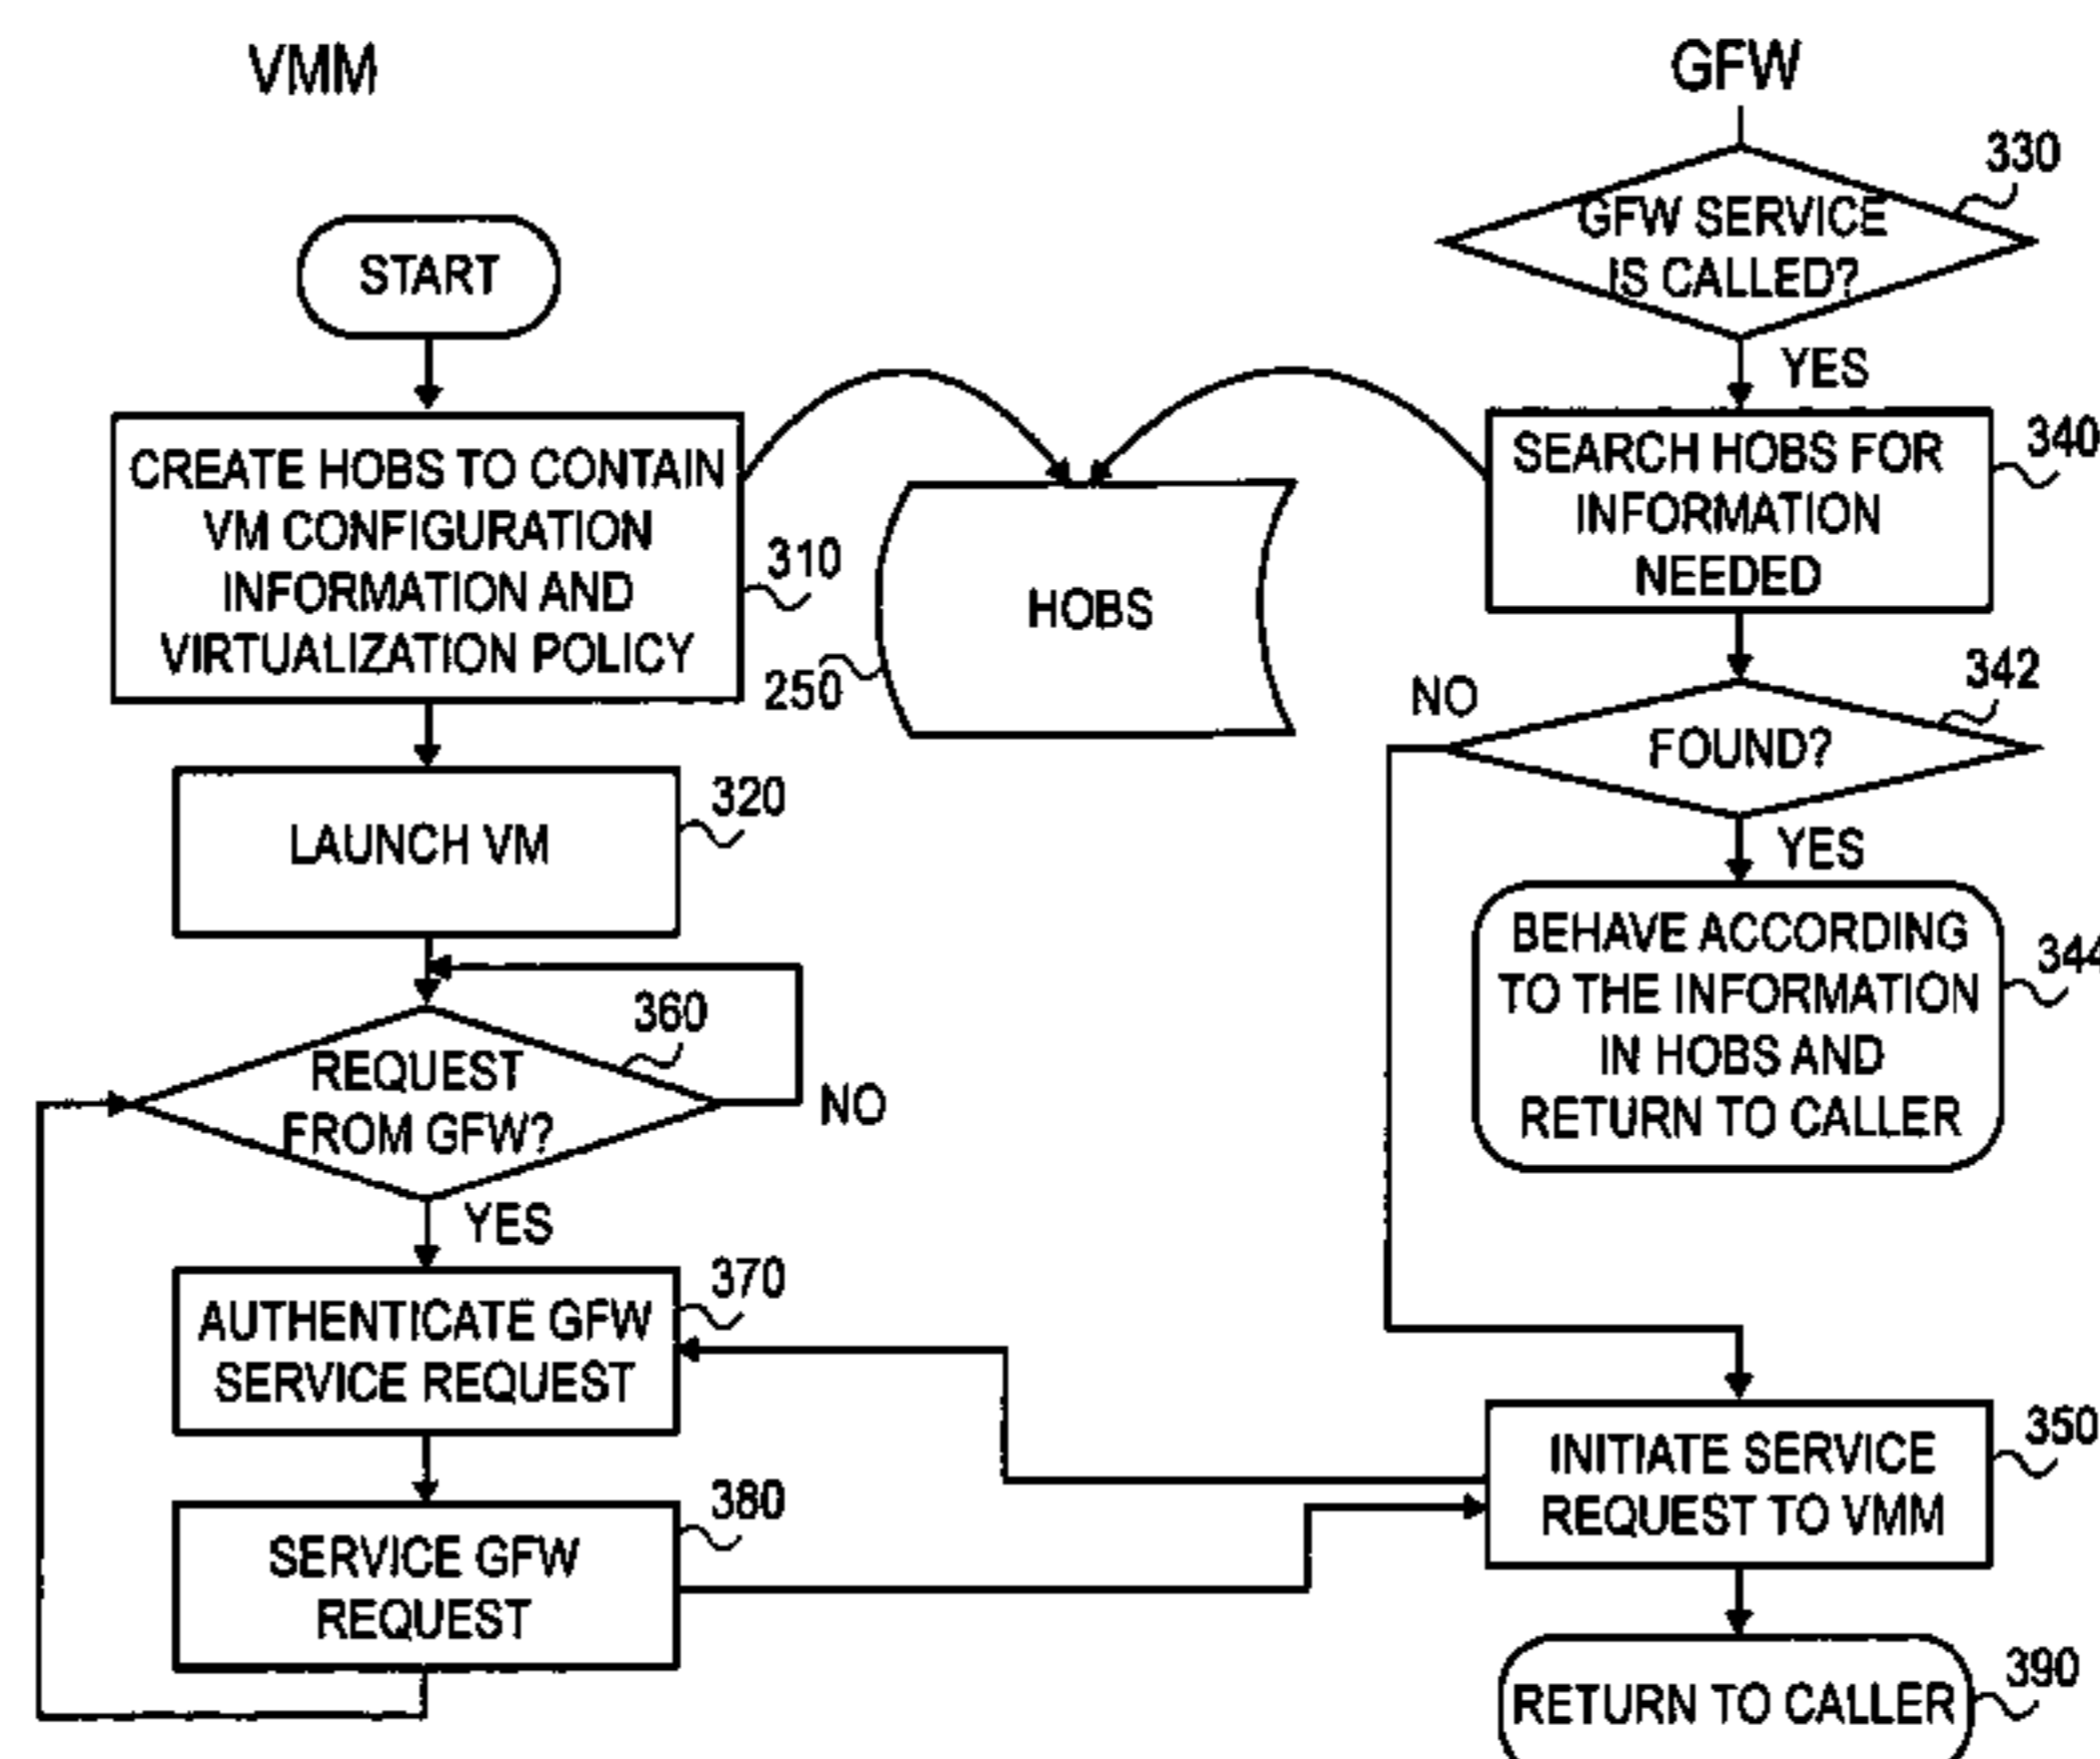 VMM
START
CREATE HOBS TO CONTAIN
VM CONFIGURATION
INFORMATION AND
VIRTUALIZATION POLICY
310
LAUNCH VM
320
REQUEST
FROM GFW?
360
NO
YES
AUTHENTICATE GFW
SERVICE REQUEST
370
SERVICE GFW
REQUEST
380
HOBS
250
GFW
GFW SERVICE
IS CALLED?
330
YES
SEARCH HOBS FOR
INFORMATION
NEEDED
340
FOUND?
342
NO
YES
BEHAVE ACCORDING
TO THE INFORMATION
IN HOBS AND
RETURN TO CALLER
344
INITIATE SERVICE
REQUEST TO VMM
350
RETURN TO CALLER
390